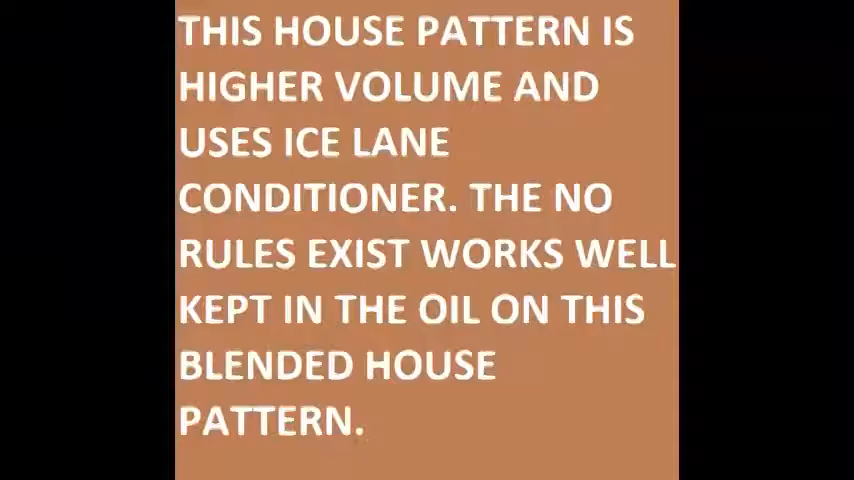 THIS HOUSE PATTERN IS
HIGHER VOLUME AND
USES ICE LANE
CONDITIONER. THE NO
RULES EXIST WORKS WELL
KEPT IN THE OIL ON THIS
BLENDED HOUSE
PATTERN.